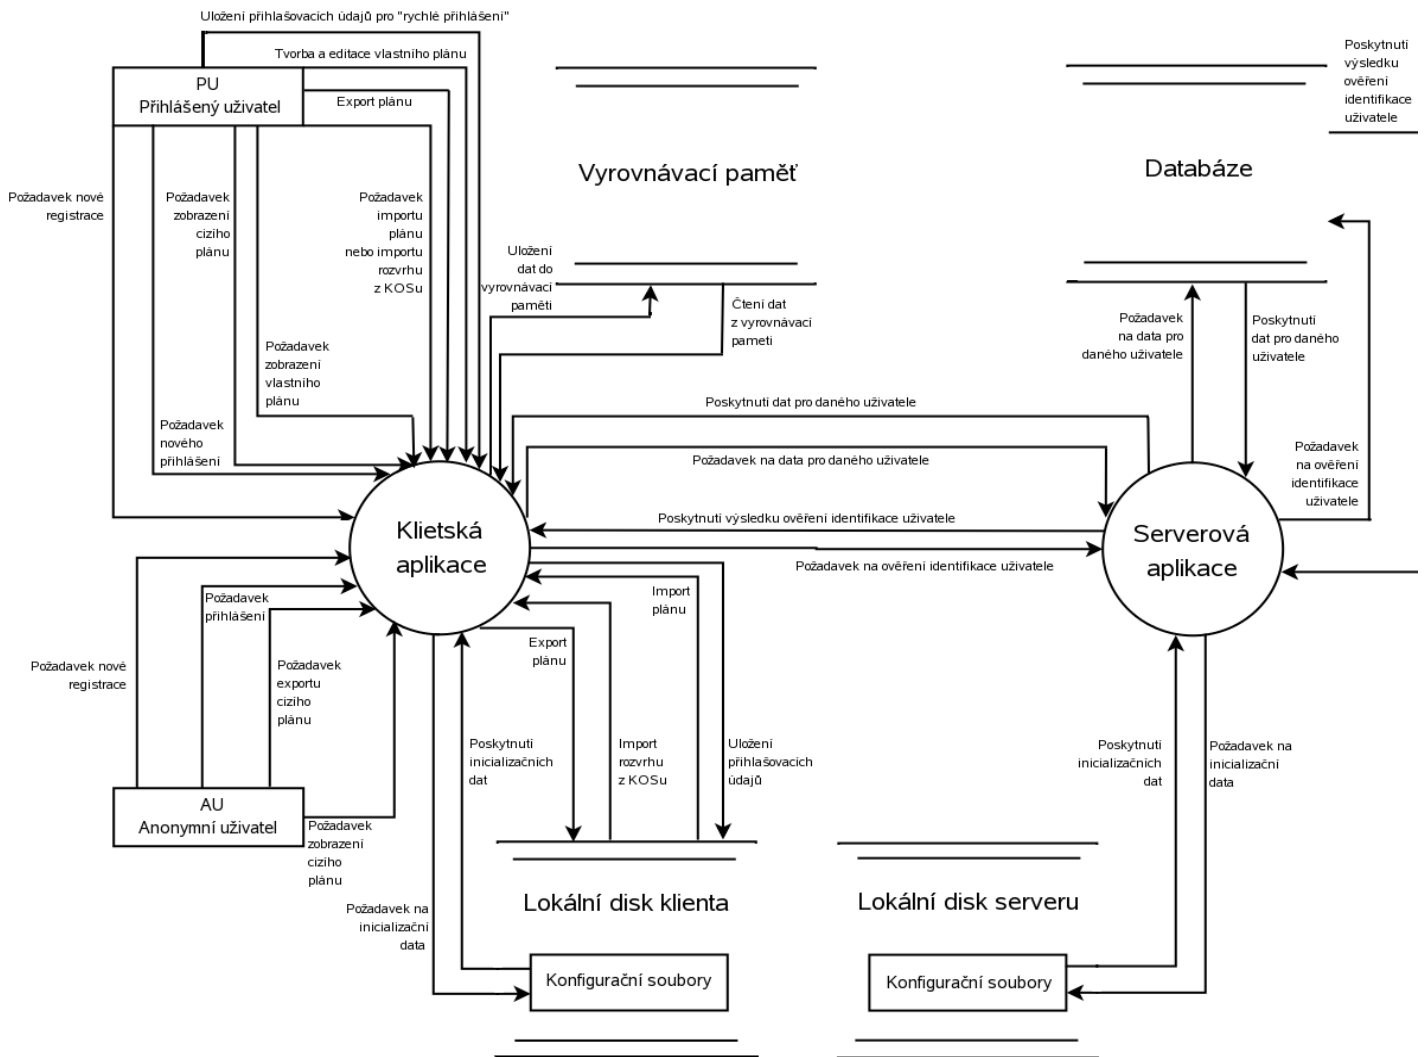 Uložení přihlašovacích údajů pro "rychlé přihlášení"
Tvorba a editace vlastního plánu
Export plánu
PU
Přihlášený uživatel
Požadavek nové
registrace
Požadavek
zobrazení
cizího
plánu
Požadavek
importu
plánu
nebo importu
rozvrhu
z KOSu
Požadavek
zobrazení
vlastního
plánu
Požadavek
nového
přihlášení
Vyrovnávací paměť
Uložení
dat do
vyrovnávací
paměti
Čtení dat
z vyrovnávací
pameti
Databáze
Poskytnutí
výsledku
ověření
identifikace
uživatele
Požadavek
na data pro
daného uživatele
Poskytnutí
dat pro daného
uživatele
Požadavek
na ověření
identifikace
uživatele
Poskytnutí dat pro daného uživatele
Požadavek na data pro daného uživatele
Poskytnutí výsledku ověření identifikace uživatele
Požadavek na ověření identifikace uživatele
Klietská
aplikace
Serverová
aplikace
Požadavek
přihlášení
Požadavek nové
registrace
Požadavek
exportu
cizího
plánu
AU
Anonymní uživatel
Požadavek
zobrazení
cizího
plánu
Export
plánu
Import
plánu
Poskytnutí
inicializačních
dat
Import
rozvrhu
z KOSu
Uložení
přihlašovacích
údajů
Požadavek na
inicializační
data
Lokální disk klienta
Konfigurační soubory
Lokální disk serveru
Konfigurační soubory
Poskytnutí
inicializačních
dat
Požadavek na
inicializační
data